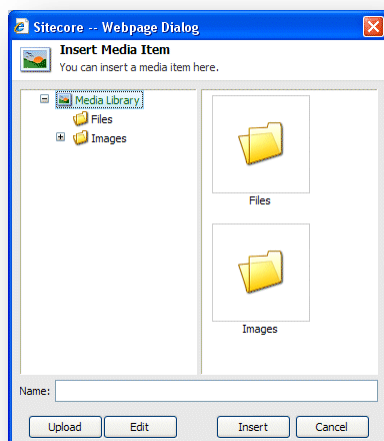 Sitecore -- Webpage Dialog
Insert Media Item
You can insert a media item here.
Media Library
Files
Images
Files
Images
Name:
Upload
Edit
Insert
Cancel